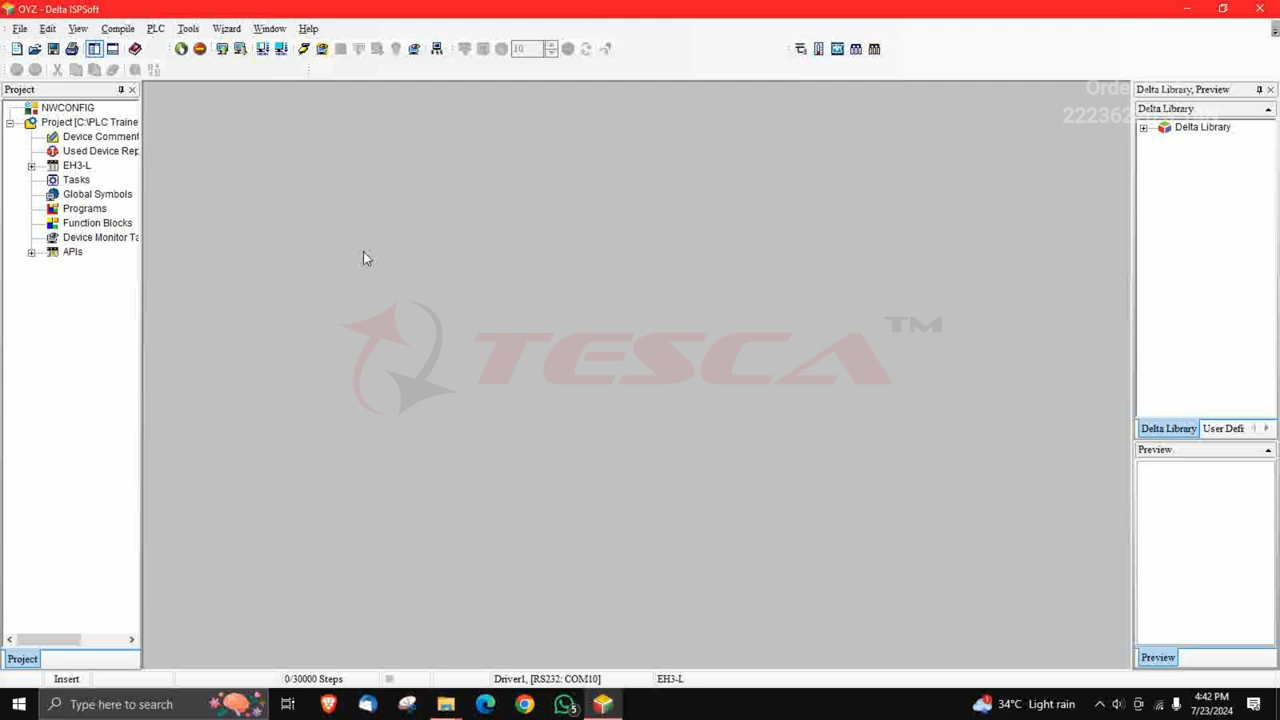 OYZ - Delta ISPSoft
File Edit View Compile PLC Tools Wizard Window Help
10
Project
NWCONFIG
Project [C:\PLC Traine
Device Comment
Used Device Rep
EH3-L
Tasks
Global Symbols
Programs
Function Blocks
Device Monitor Ta
APIs
Project
TESCA™
Delta Library, Preview
Delta Library
Delta Library
Delta Library User Defi
Preview
Preview
Insert 0/30000 Steps Driver1, [RS232: COM10] EH3-L
Type here to search
5
34°C Light rain
4:42 PM
7/23/2024